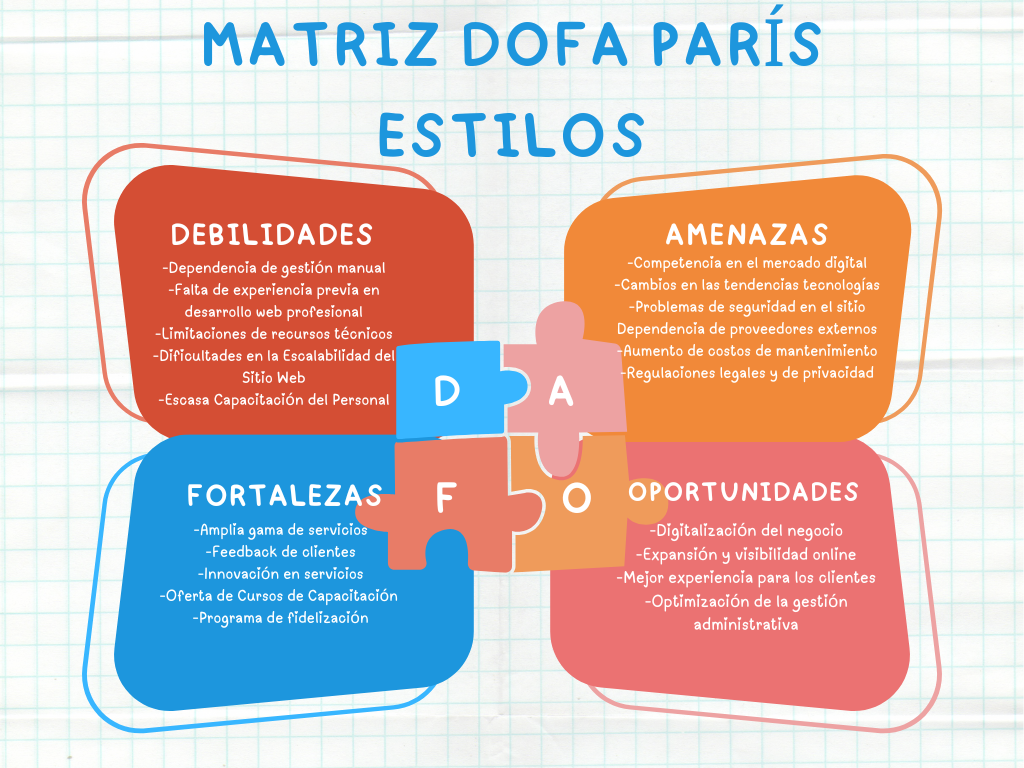 MATRIZ DOFA PARÍS
ESTILOS
DEBILIDADES
-Dependencia de gestión manual
-Falta de experiencia previa en
desarrollo web profesional
-Limitaciones de recursos técnicos
-Dificultades en la Escalabilidad del
Sitio Web
-Escasa Capacitación del Personal
AMENAZAS
-Competencia en el mercado digital
-Cambios en las tendencias tecnologías
-Problemas de seguridad en el sitio
Dependencia de proveedores externos
-Aumento de costos de mantenimiento
-Regulaciones legales y de privacidad
D
A
F
O
FORTALEZAS
-Amplia gama de servicios
-Feedback de clientes
-Innovación en servicios
-Oferta de Cursos de Capacitación
-Programa de fidelización
OPORTUNIDADES
-Digitalización del negocio
-Expansión y visibilidad online
-Mejor experiencia para los clientes
-Optimización de la gestión
administrativa